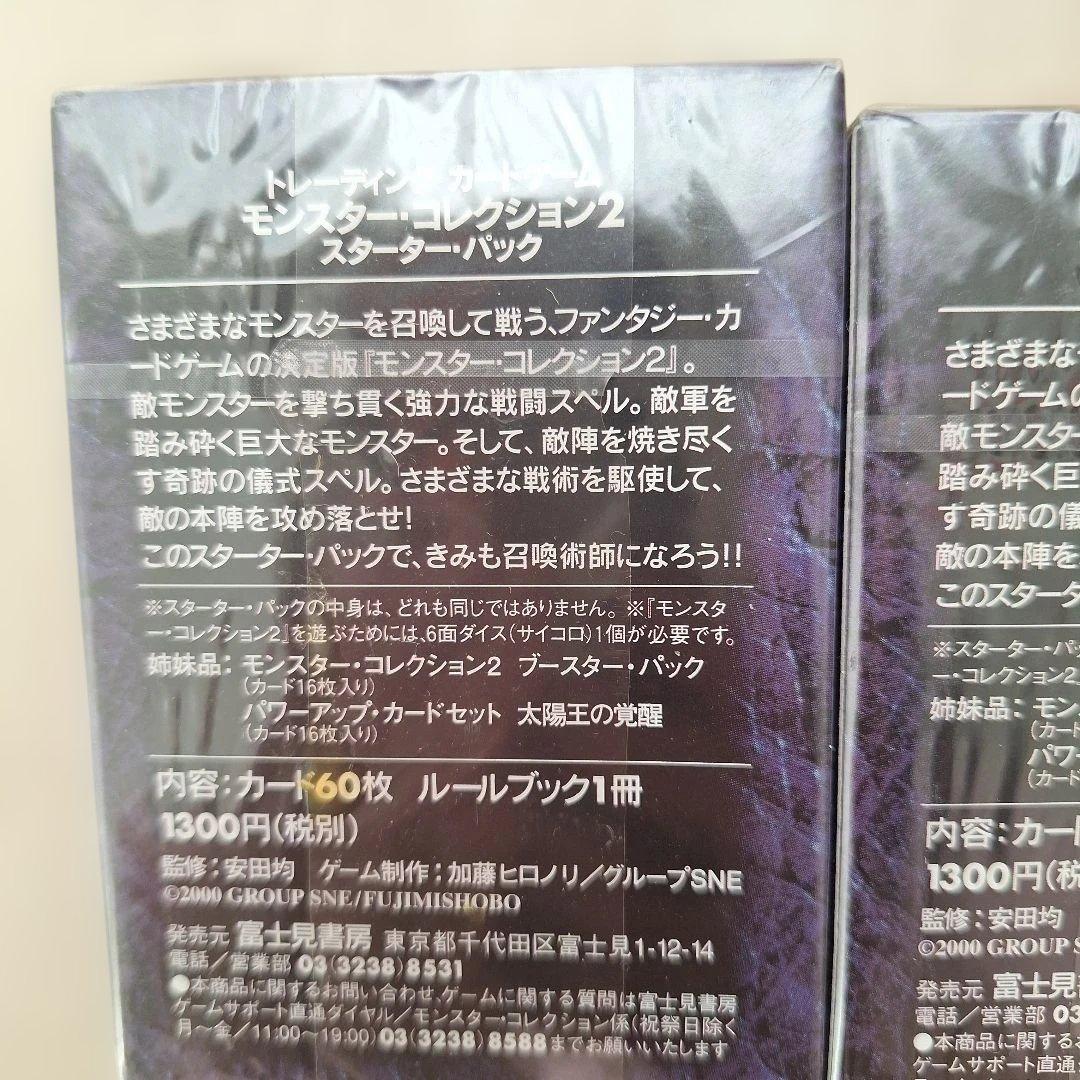 トレーディング カードゲーム
モンスター・コレクション2
スターター・パック
さまざまなモンスターを召喚して戦う、ファンタジー・カ
ードゲームの決定版『モンスター・コレクション2』。
敵モンスターを撃ち貫く強力な戦闘スペル。敵軍を
踏み砕く巨大なモンスター。そして、敵陣を焼き尽く
す奇跡の儀式スペル。さまざまな戦術を駆使して、
敵の本陣を攻め落とせ!
このスターター・パックで、きみも召喚術師になろう!!
※スターター・パックの中身は、どれも同じではありません。※『モンスタ
ー・コレクション2』を遊ぶためには、6面ダイス(サイコロ)1個が必要です。
姉妹品:モンスター・コレクション2 ブースター・パック
(カード16枚入り)
パワーアップ・カードセット 太陽王の覚醒
(カード16枚入り)
内容:カード60枚 ルールブック1冊
1300円(税別)
監修:安田均 ゲーム制作:加藤ヒロノリ/グループSNE
©2000 GROUP SNE/FUJIMISHOBO
発売元 富士見書房 東京都千代田区富士見1-12-14
電話/営業部 03(3238)8531
●本商品に関するお問い合わせ、ゲームに関する質問は富士見書房
ゲームサポート直通ダイヤル/モンスター・コレクション係(祝祭日除く
月〜金/11:00〜19:00)03(3238)8588までお願いいたします
さまざまな
ードゲームの
敵モンスター
踏み砕く巨
す奇跡の儀
敵の本陣を
このスター
※スターター・パッ
ー・コレクション2
姉妹品:モン
(カード
パワー
(カード
内容:カー
1300円(税
監修:安田均
©2000 GROUP SN
発売元 富士見
電話/営業部 03
●本商品に関するお
ゲームサポート直通